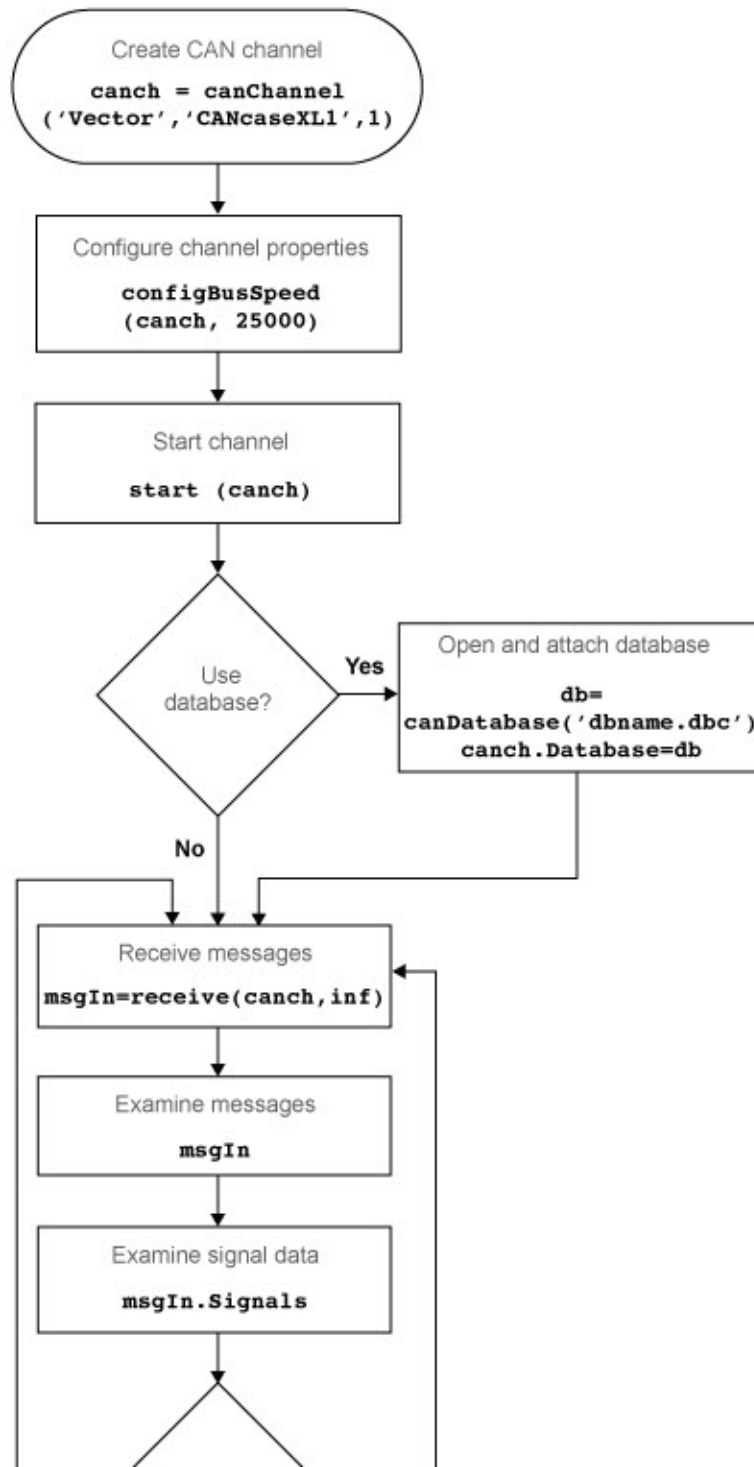 Create CAN channel
canch = canChannel
(‘Vector’,‘CANcaseXL1’,1)
Configure channel properties
configBusSpeed
(canch, 25000)
Start channel
start (canch)
Use
database?
Yes
Open and attach database
db=
canDatabase(‘dbname.dbc’)
canch.Database=db
No
Receive messages
msgIn=receive(canch,inf)
Examine messages
msgIn
Examine signal data
msgIn.Signals